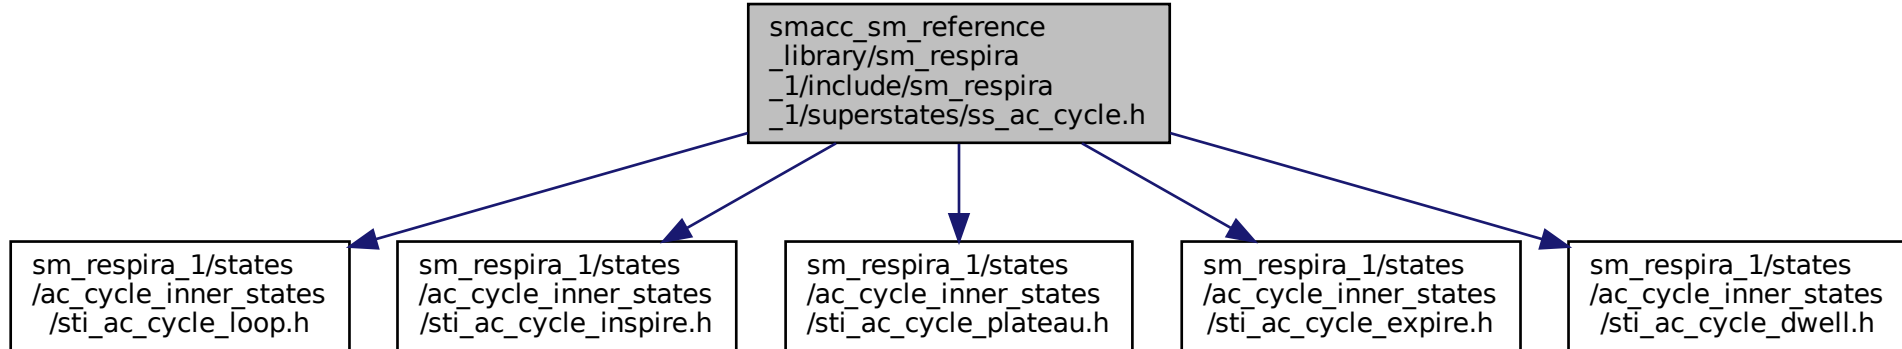 smacc_sm_reference
_library/sm_respira
_1/include/sm_respira
_1/superstates/ss_ac_cycle.h
sm_respira_1/states
/ac_cycle_inner_states
/sti_ac_cycle_loop.h
sm_respira_1/states
/ac_cycle_inner_states
/sti_ac_cycle_inspire.h
sm_respira_1/states
/ac_cycle_inner_states
/sti_ac_cycle_plateau.h
sm_respira_1/states
/ac_cycle_inner_states
/sti_ac_cycle_expire.h
sm_respira_1/states
/ac_cycle_inner_states
/sti_ac_cycle_dwell.h